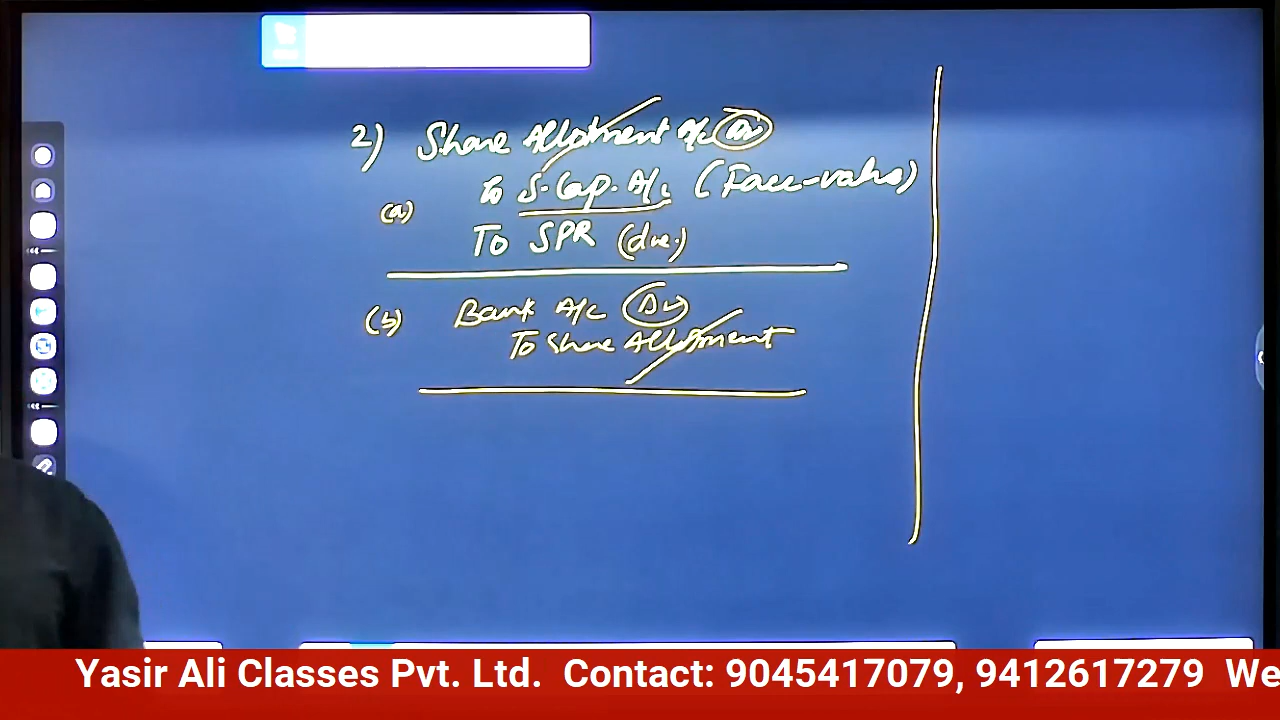 2) Share Allotment A/c Dr
to S. Cap. A/c (Face-value)
(a)
To SPR (due.)
(b) Bank A/c Dr
To Share Allotment
Yasir Ali Classes Pvt. Ltd. Contact: 9045417079, 9412617279 We